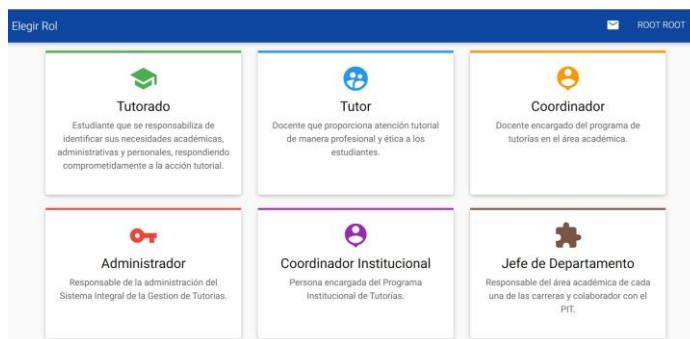 Elegir Rol
ROOT ROOT
Tutorado
Estudiante que se responsabiliza de
identificar sus necesidades académicas,
administrativas y personales, respondiendo
comprometidamente a la acción tutorial.
Tutor
Docente que proporciona atención tutorial
de manera profesional y ética a los
estudiantes.
Coordinador
Docente encargado del programa de
tutorías en el área académica.
Administrador
Responsable de la administración del
Sistema Integral de la Gestion de Tutorias.
Coordinador Institucional
Persona encargada del Programa
Institucional de Tutorías.
Jefe de Departamento
Responsable del área académica de cada
una de las carreras y colaborador con el
PIT.